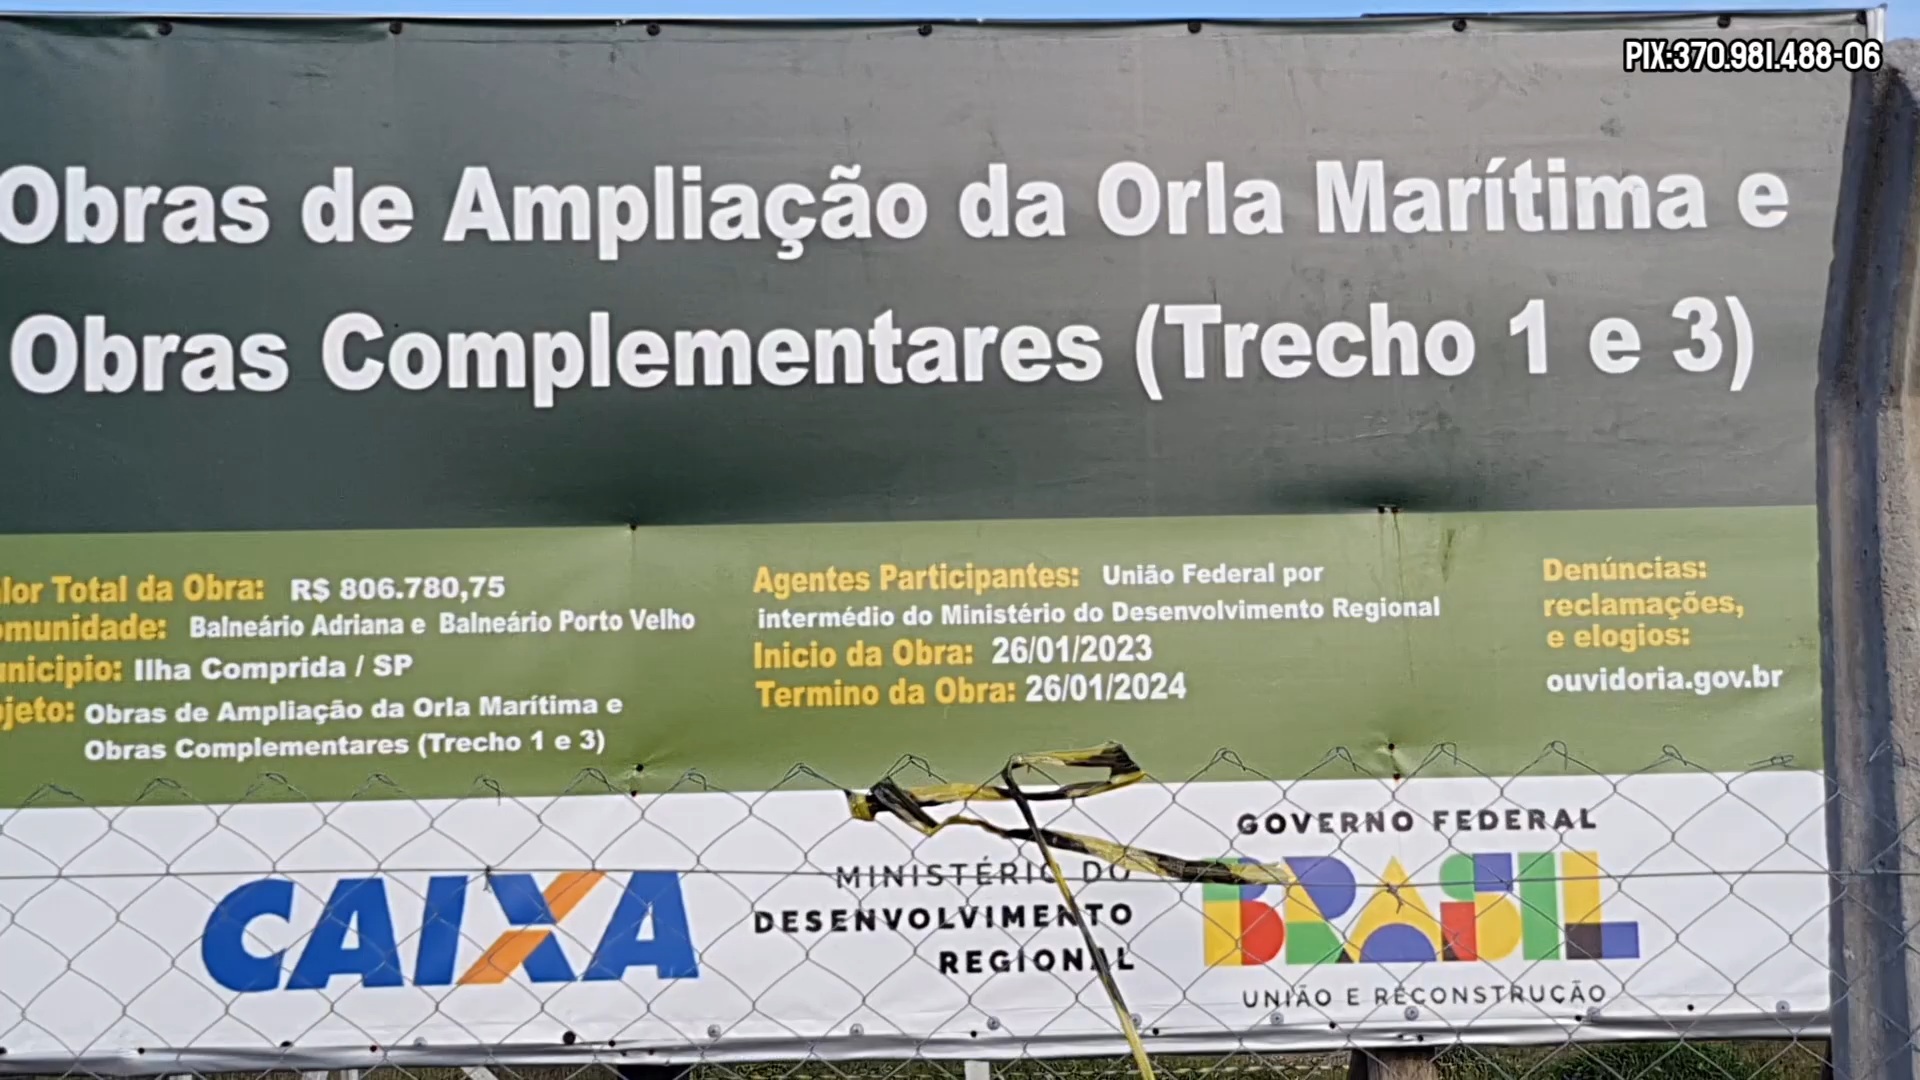 PIX:370.981.488-06
Obras de Ampliação da Orla Marítima e
Obras Complementares (Trecho 1 e 3)
lor Total da Obra: R$ 806.780,75
omunidade: Balneário Adriana e Balneário Porto Velho
unicipio: Ilha Comprida / SP
jeto: Obras de Ampliação da Orla Marítima e
Obras Complementares (Trecho 1 e 3)
Agentes Participantes: União Federal por
intermédio do Ministério do Desenvolvimento Regional
Inicio da Obra: 26/01/2023
Termino da Obra: 26/01/2024
Denúncias:
reclamações,
e elogios:
ouvidoria.gov.br
CAIXA
MINISTÉRIO DO
DESENVOLVIMENTO
REGIONAL
GOVERNO FEDERAL
BRASIL
UNIÃO E RECONSTRUÇÃO